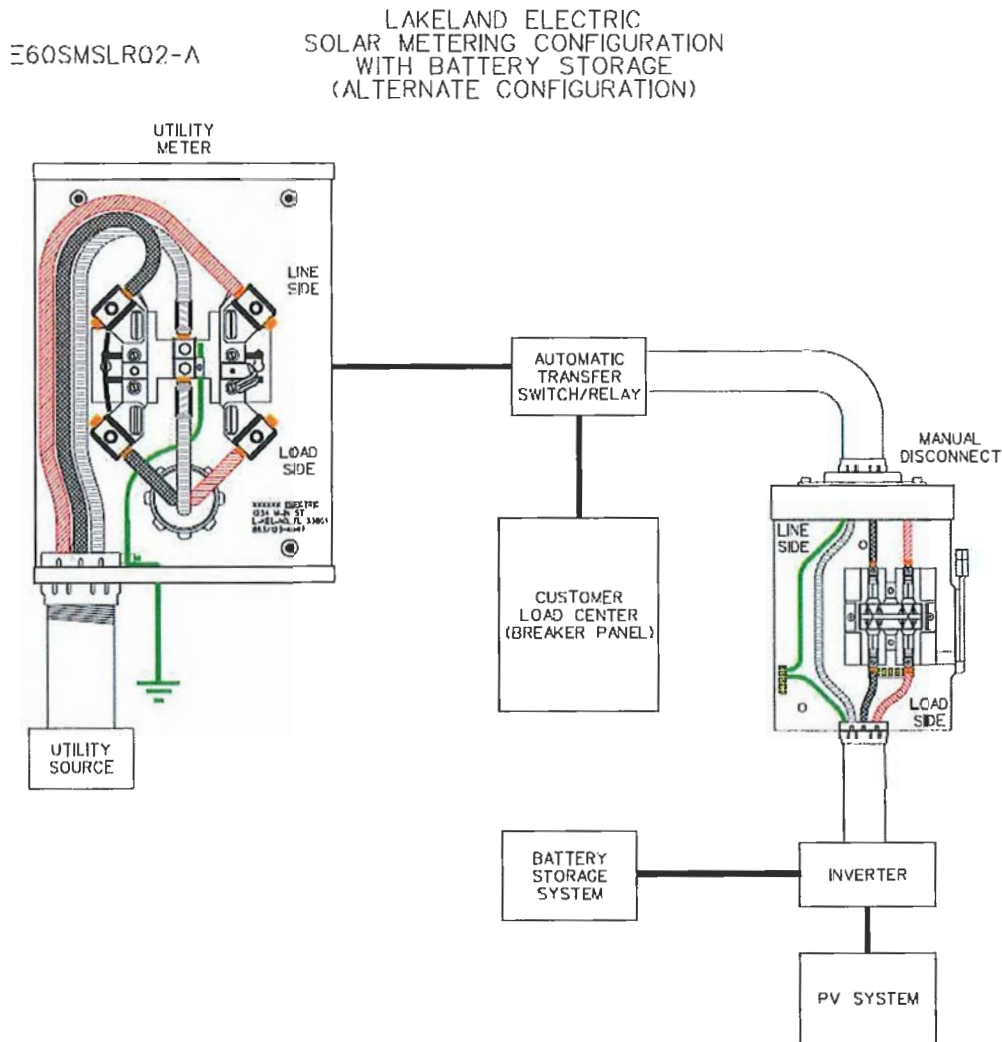 E60SMSLR02-A
LAKELAND ELECTRIC
SOLAR METERING CONFIGURATION
WITH BATTERY STORAGE
(ALTERNATE CONFIGURATION)
UTILITY
METER
LINE
SIDE
LOAD
SIDE
ELECTRIC
UTILITY
SOURCE
AUTOMATIC
TRANSFER
SWITCH/RELAY
CUSTOMER
LOAD CENTER
(BREAKER PANEL)
MANUAL
DISCONNECT
LINE
SIDE
LOAD
SIDE
BATTERY
STORAGE
SYSTEM
INVERTER
PV SYSTEM